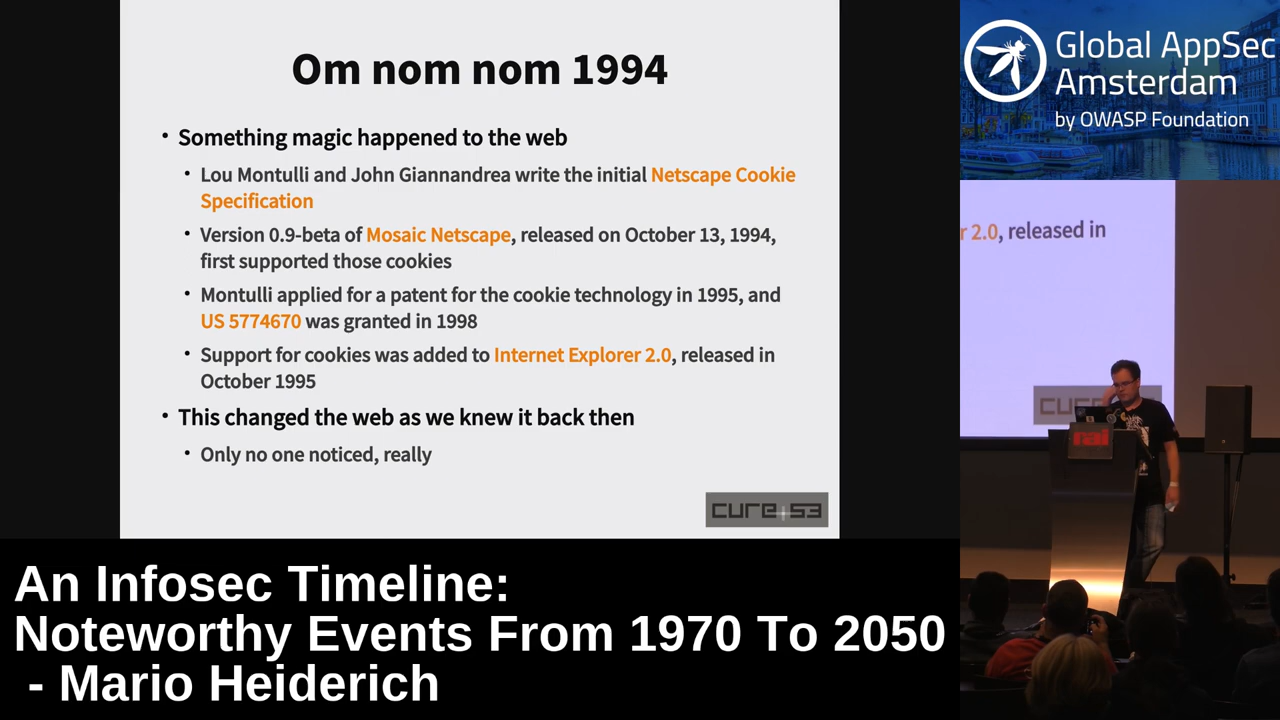 Om nom nom 1994
• Something magic happened to the web
• Lou Montulli and John Giannandrea write the initial Netscape Cookie
Specification
• Version 0.9-beta of Mosaic Netscape, released on October 13, 1994,
first supported those cookies
• Montulli applied for a patent for the cookie technology in 1995, and
US 5774670 was granted in 1998
• Support for cookies was added to Internet Explorer 2.0, released in
October 1995
• This changed the web as we knew it back then
• Only no one noticed, really
cure+53
An Infosec Timeline:
Noteworthy Events From 1970 To 2050
- Mario Heiderich
Global AppSec
Amsterdam
by OWASP Foundation
r 2.0, released in
rai